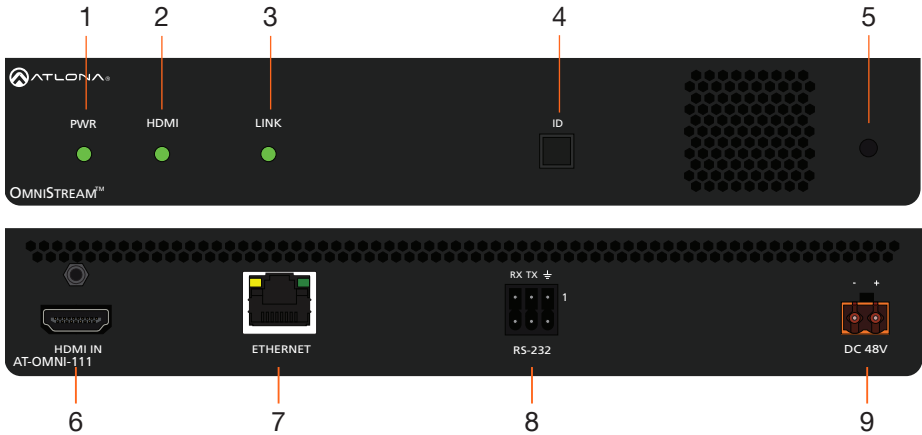 1 2 3 4 5
ATLONA®
PWR HDMI LINK ID
OMNISTREAM™
RX TX
1
- +
HDMI IN ETHERNET RS-232 DC 48V
AT-OMNI-111
6 7 8 9